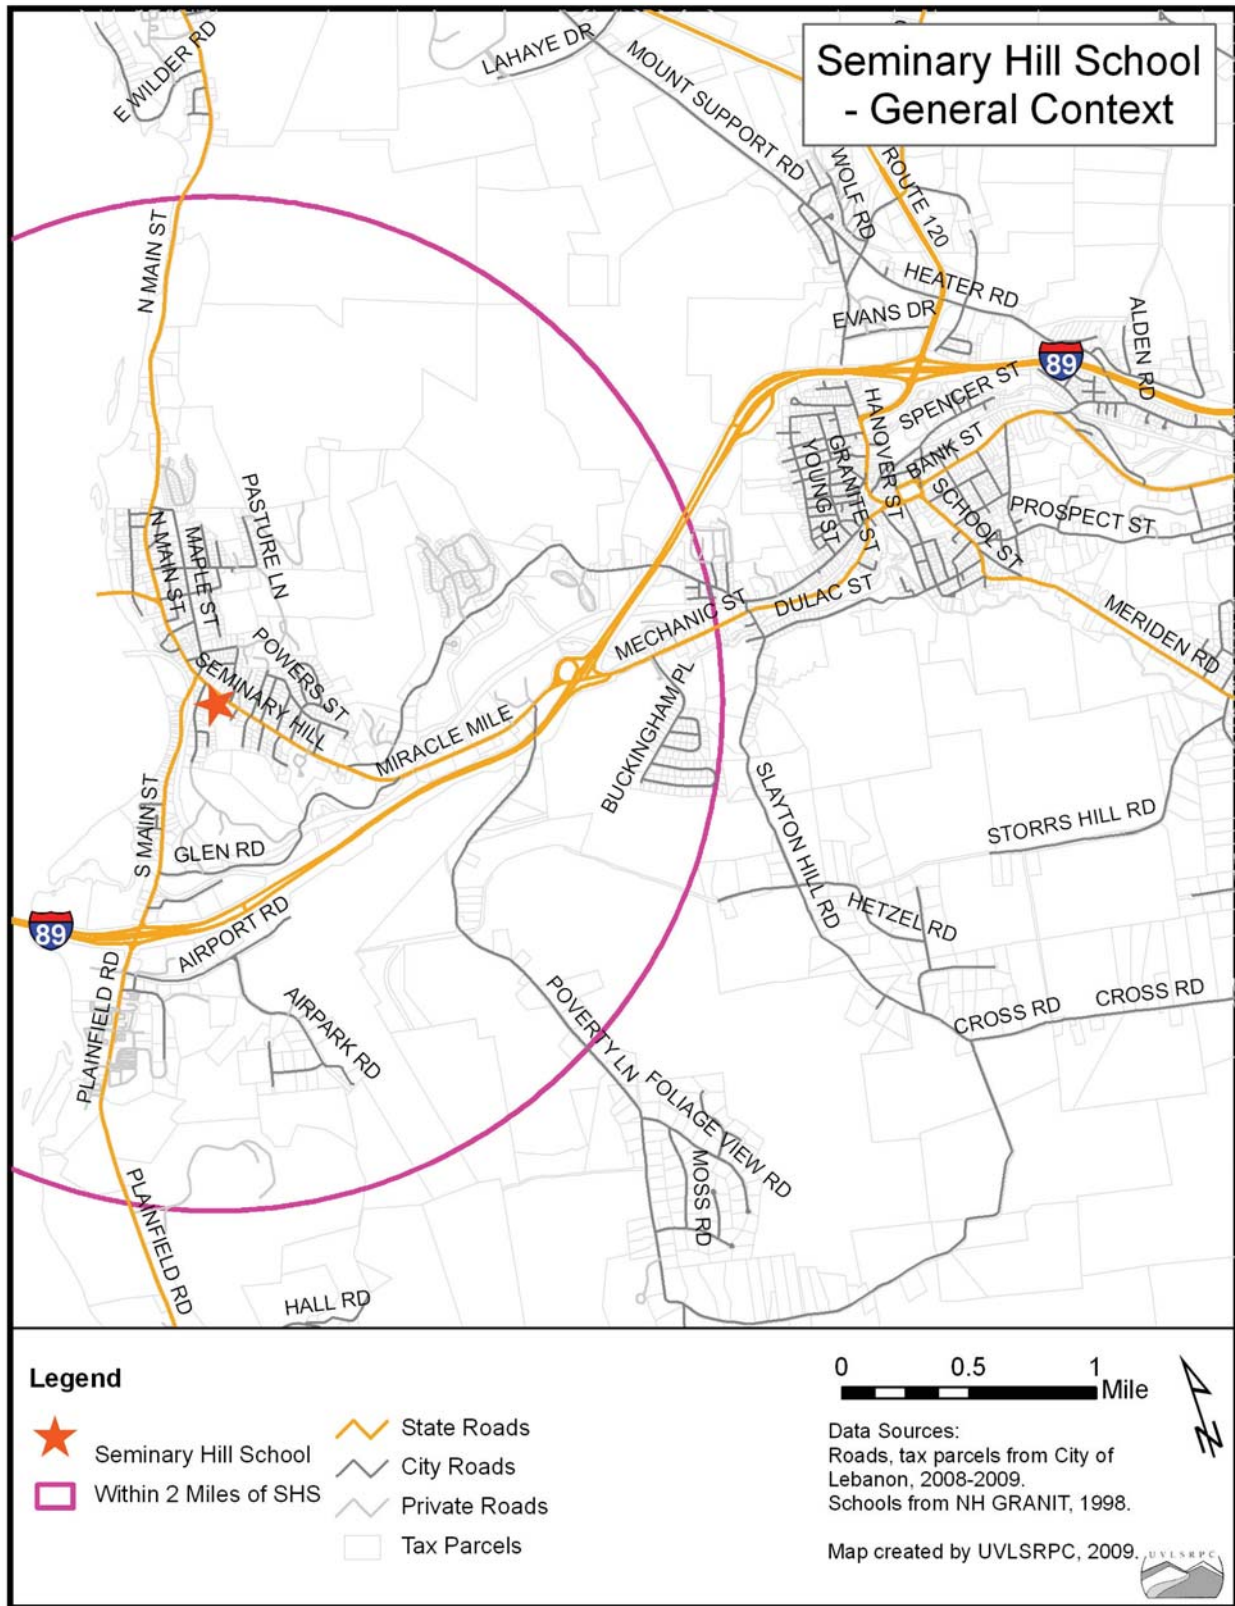 Seminary Hill School
- General Context
E WILDER RD
LAHAYE DR
MOUNT SUPPORT RD
WOLF RD
ROUTE 120
N MAIN ST
HEATER RD
EVANS DR
ALDEN RD
89
SPENCER ST
HANOVER ST
BANK ST
GRANITE ST
YOUNG ST
SCHOOL ST
PROSPECT ST
PASTURE LN
MAPLE ST
N MAIN ST
DULAC ST
MECHANIC ST
MERIDEN RD
POWERS ST
SEMINARY HILL
MIRACLE MILE
BUCKINGHAM PL
SLAYTON HILL RD
STORRS HILL RD
S MAIN ST
GLEN RD
HETZEL RD
89
AIRPORT RD
PLAINFIELD RD
AIRPARK RD
POVERTY LN
CROSS RD
CROSS RD
FOLIAGE VIEW RD
MOSS RD
PLAINFIELD RD
HALL RD
Legend
Seminary Hill School
Within 2 Miles of SHS
State Roads
City Roads
Private Roads
Tax Parcels
0 0.5 1
Mile
N
Data Sources:
Roads, tax parcels from City of
Lebanon, 2008-2009.
Schools from NH GRANIT, 1998.
Map created by UVLSRPC, 2009.
UVLSRPC